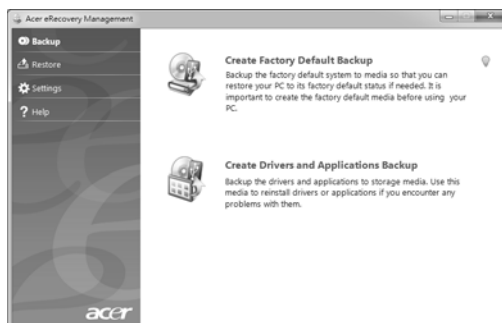 Acer eRecovery Management
Backup
Restore
Settings
Help
Create Factory Default Backup
Backup the factory default system to media so that you can
restore your PC to its factory default status if needed. It is
important to create the factory default media before using your
PC.
Create Drivers and Applications Backup
Backup the drivers and applications to storage media. Use this
media to reinstall drivers or applications if you encounter any
problems with them.
acer